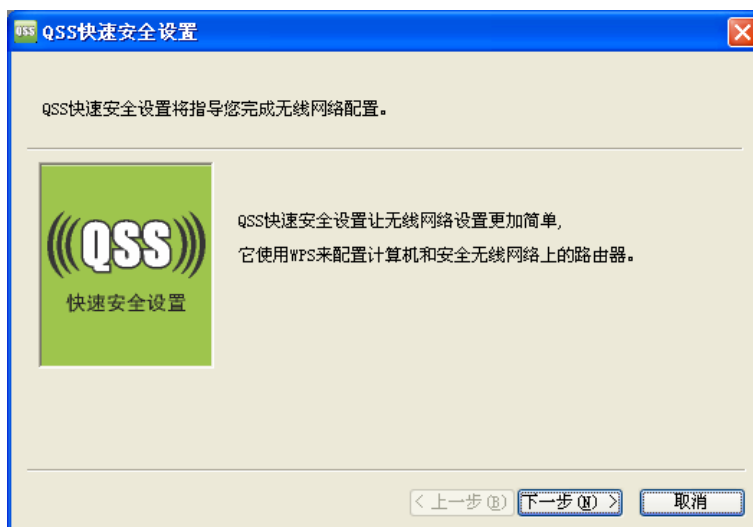 QSS QSS快速安全设置
QSS快速安全设置将指导您完成无线网络配置。
QSS
快速安全设置
QSS快速安全设置让无线网络设置更加简单,
它使用WPS来配置计算机和安全无线网络上的路由器。
< 上一步(B) 下一步(N) > 取消